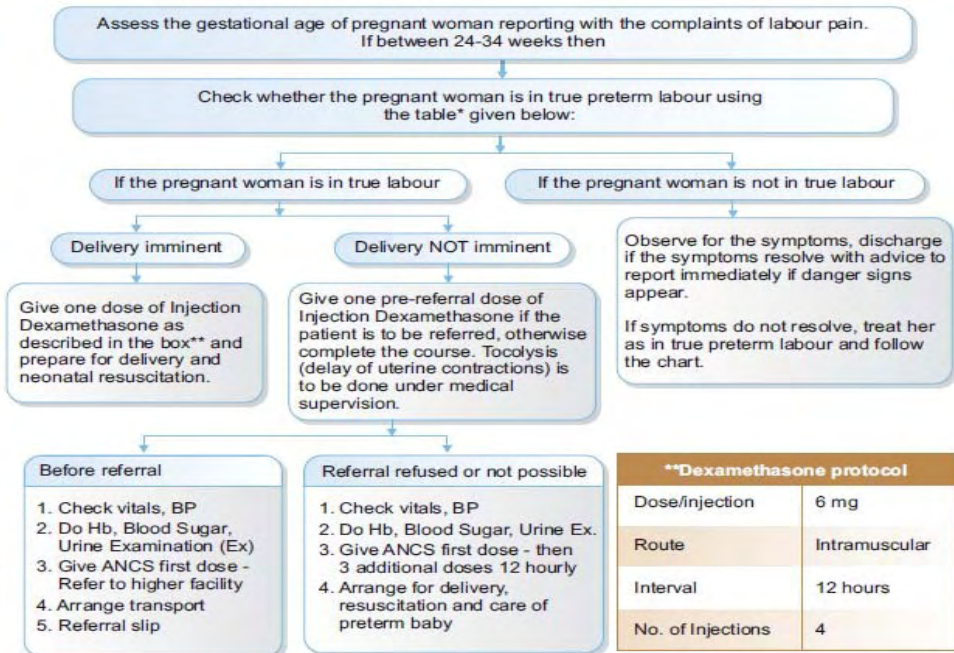 Assess the gestational age of pregnant woman reporting with the complaints of labour pain.
If between 24-34 weeks then
Check whether the pregnant woman is in true preterm labour using
the table* given below:
If the pregnant woman is in true labour
If the pregnant woman is not in true labour
Delivery imminent
Delivery NOT imminent
Give one dose of Injection
Dexamethasone as
described in the box** and
prepare for delivery and
neonatal resuscitation.
Give one pre-referral dose of
Injection Dexamethasone if the
patient is to be referred, otherwise
complete the course. Tocolysis
(delay of uterine contractions) is
to be done under medical
supervision.
Observe for the symptoms, discharge
if the symptoms resolve with advice to
report immediately if danger signs
appear.
If symptoms do not resolve, treat her
as in true preterm labour and follow
the chart.
Before referral
1. Check vitals, BP
2. Do Hb, Blood Sugar,
Urine Examination (Ex)
3. Give ANCS first dose -
Refer to higher facility
4. Arrange transport
5. Referral slip
Referral refused or not possible
1. Check vitals, BP
2. Do Hb, Blood Sugar, Urine Ex.
3. Give ANCS first dose - then
3 additional doses 12 hourly
4. Arrange for delivery,
resuscitation and care of
preterm baby
**Dexamethasone protocol
Dose/injection 6 mg
Route Intramuscular
Interval 12 hours
No. of Injections 4